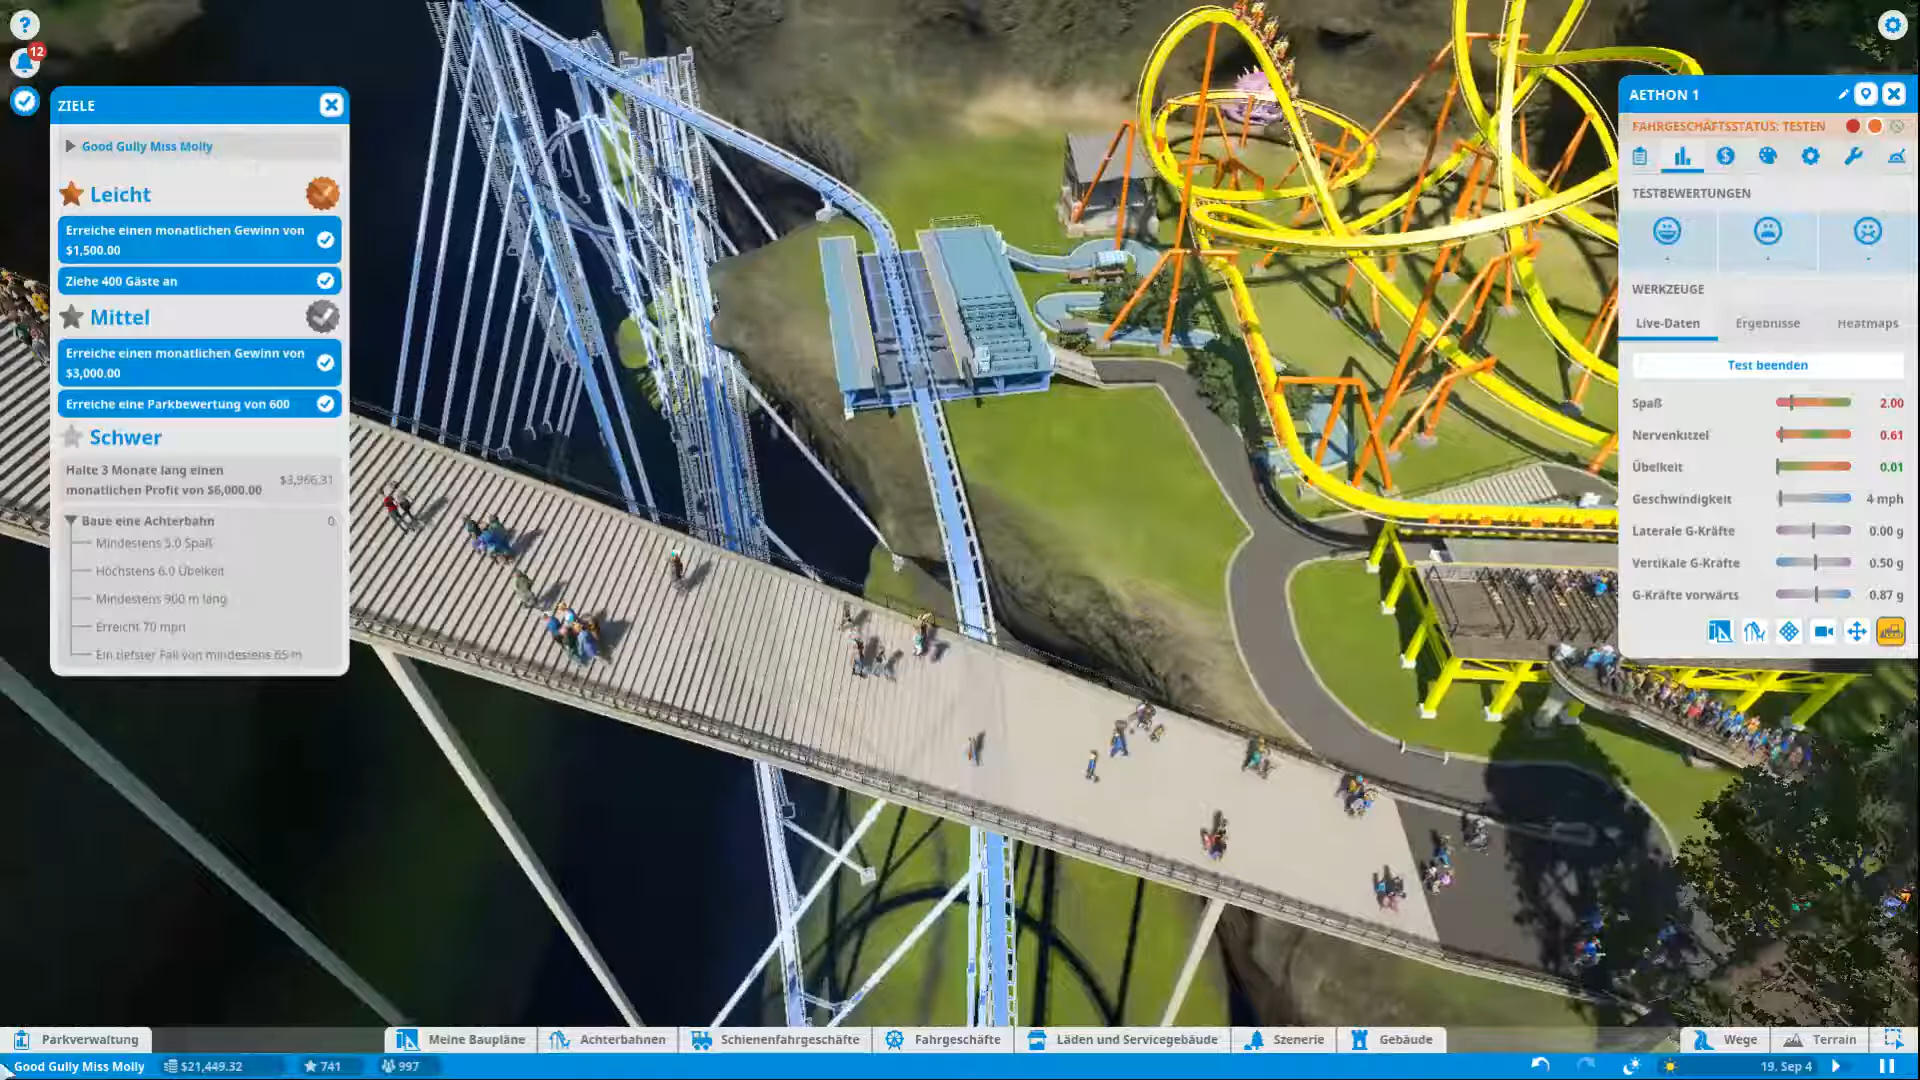 ?
12
ZIELE
Good Gully Miss Molly
Leicht
Erreiche einen monatlichen Gewinn von
$1,500.00
Ziehe 400 Gäste an
Mittel
Erreiche einen monatlichen Gewinn von
$3,000.00
Erreiche eine Parkbewertung von 600
Schwer
Halte 3 Monate lang einen
monatlichen Profit von $6,000.00
$3,966.31
Baue eine Achterbahn 0
Mindestens 5.0 Spaß
Höchstens 6.0 Übelkeit
Mindestens 900 m lang
Erreicht 70 mph
Ein tiefster Fall von mindestens 65 m
AETHON 1
FAHRGESCHÄFTSSTATUS: TESTEN
TESTBEWERTUNGEN
- - -
WERKZEUGE
Live-Daten Ergebnisse Heatmaps
Test beenden
Spaß 2.00
Nervenkitzel 0.61
Übelkeit 0.01
Geschwindigkeit 4 mph
Laterale G-Kräfte 0.00 g
Vertikale G-Kräfte 0.50 g
G-Kräfte vorwärts 0.87 g
Parkverwaltung Meine Baupläne Achterbahnen Schienenfahrgeschäfte Fahrgeschäfte Läden und Servicegebäude Szenerie Gebäude Wege Terrain
Good Gully Miss Molly $21,449.32 741 997 19. Sep 4